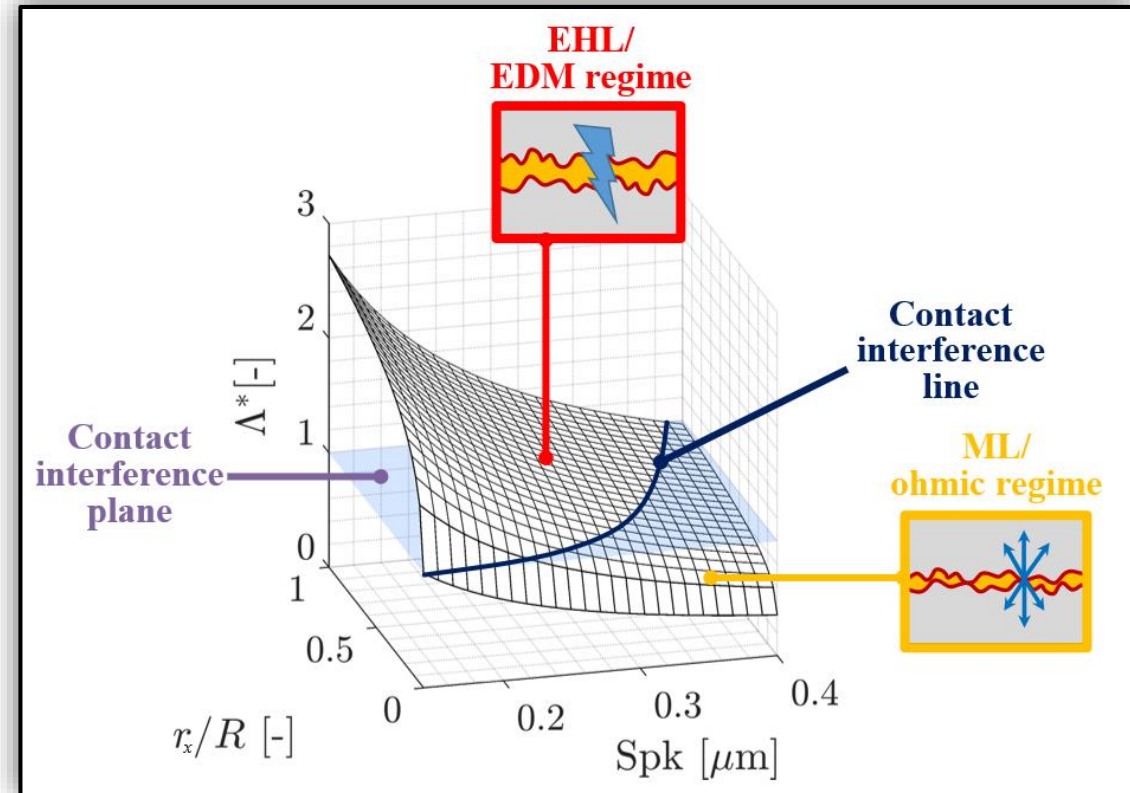 EHL/
EDM regime
3
2
1
0
Λ*[-]
Contact
interference
plane
Contact
interference
line
ML/
ohmic regime
1
0.5
0
rₓ/R [-]
0.2
0.3
0.4
Spk [μm]